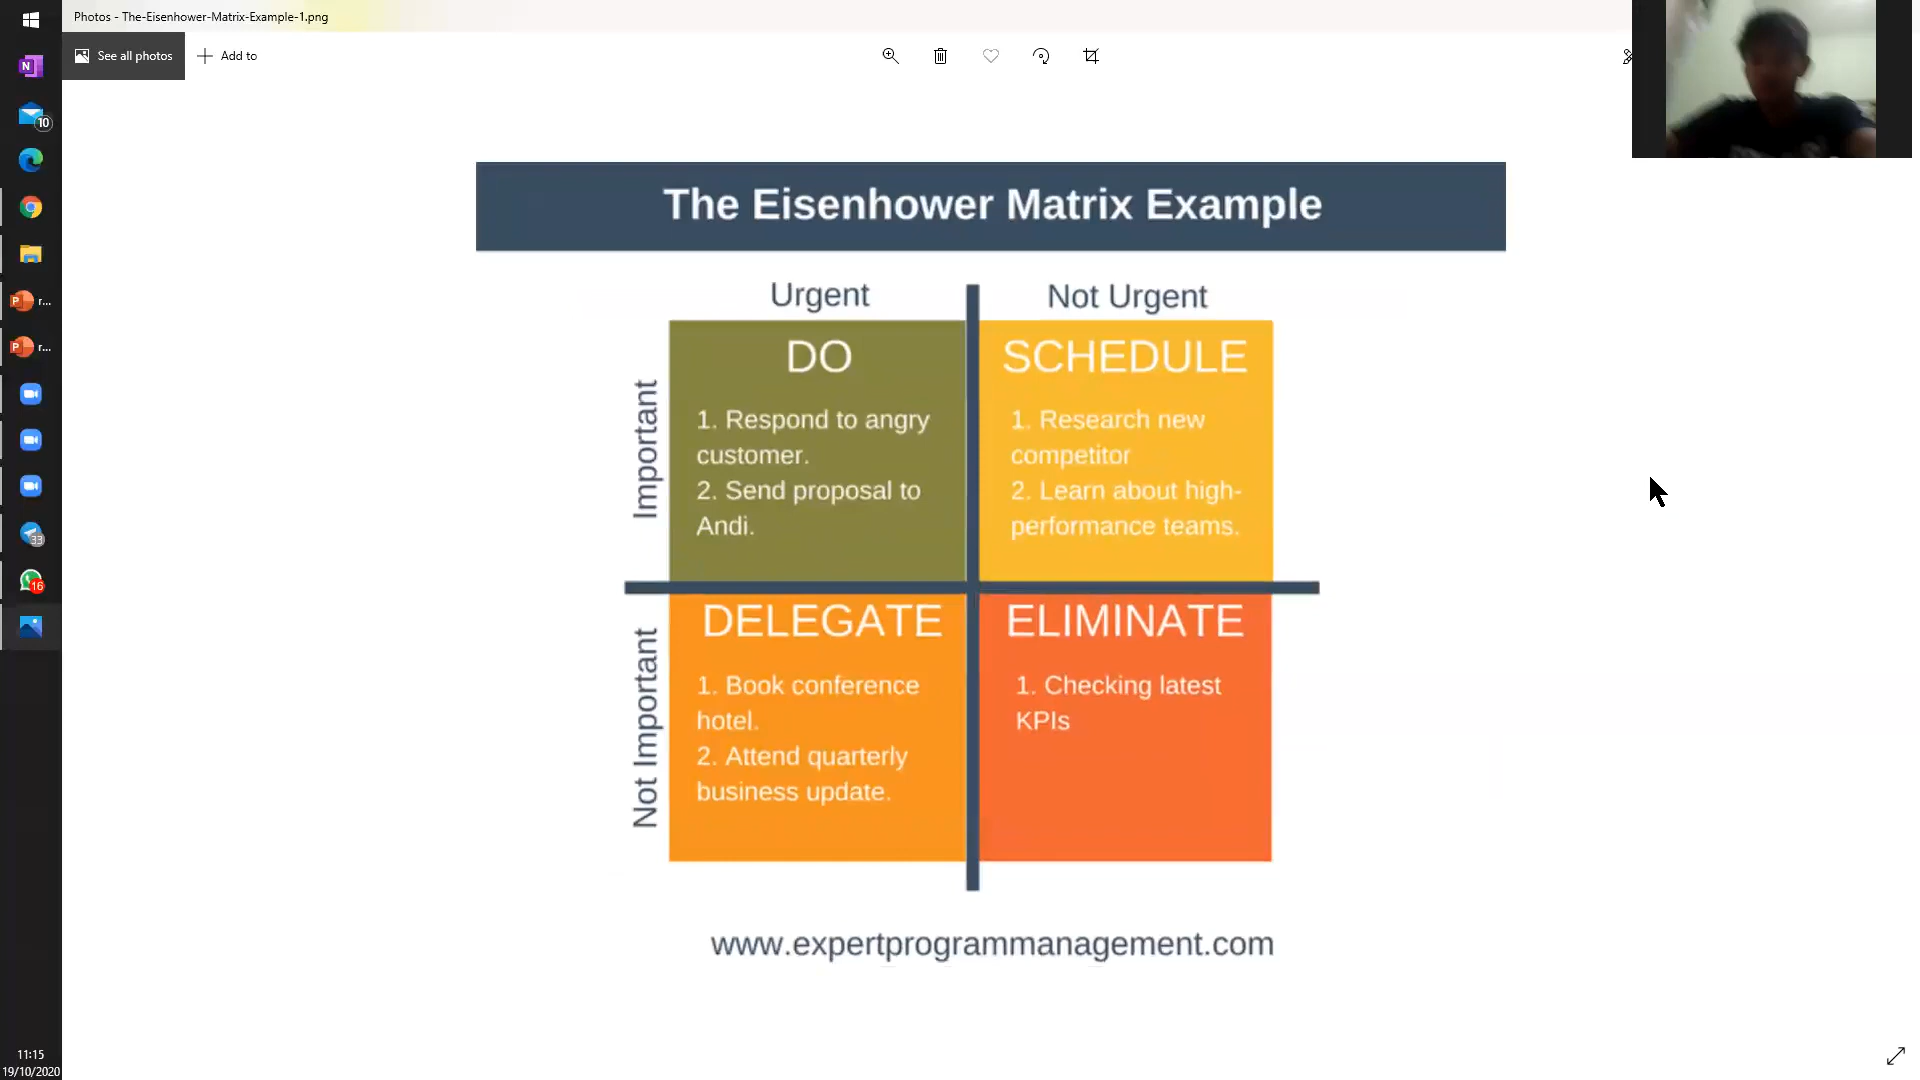 Photos - The-Eisenhower-Matrix-Example-1.png
See all photos
Add to
The Eisenhower Matrix Example
Urgent
Not Urgent
Important
DO
1. Respond to angry
customer.
2. Send proposal to
Andi.
SCHEDULE
1. Research new
competitor
2. Learn about high-
performance teams.
Not Important
DELEGATE
1. Book conference
hotel.
2. Attend quarterly
business update.
ELIMINATE
1. Checking latest
KPIs
www.expertprogrammanagement.com
N
10
P r...
P r...
33
16
11:15
19/10/2020